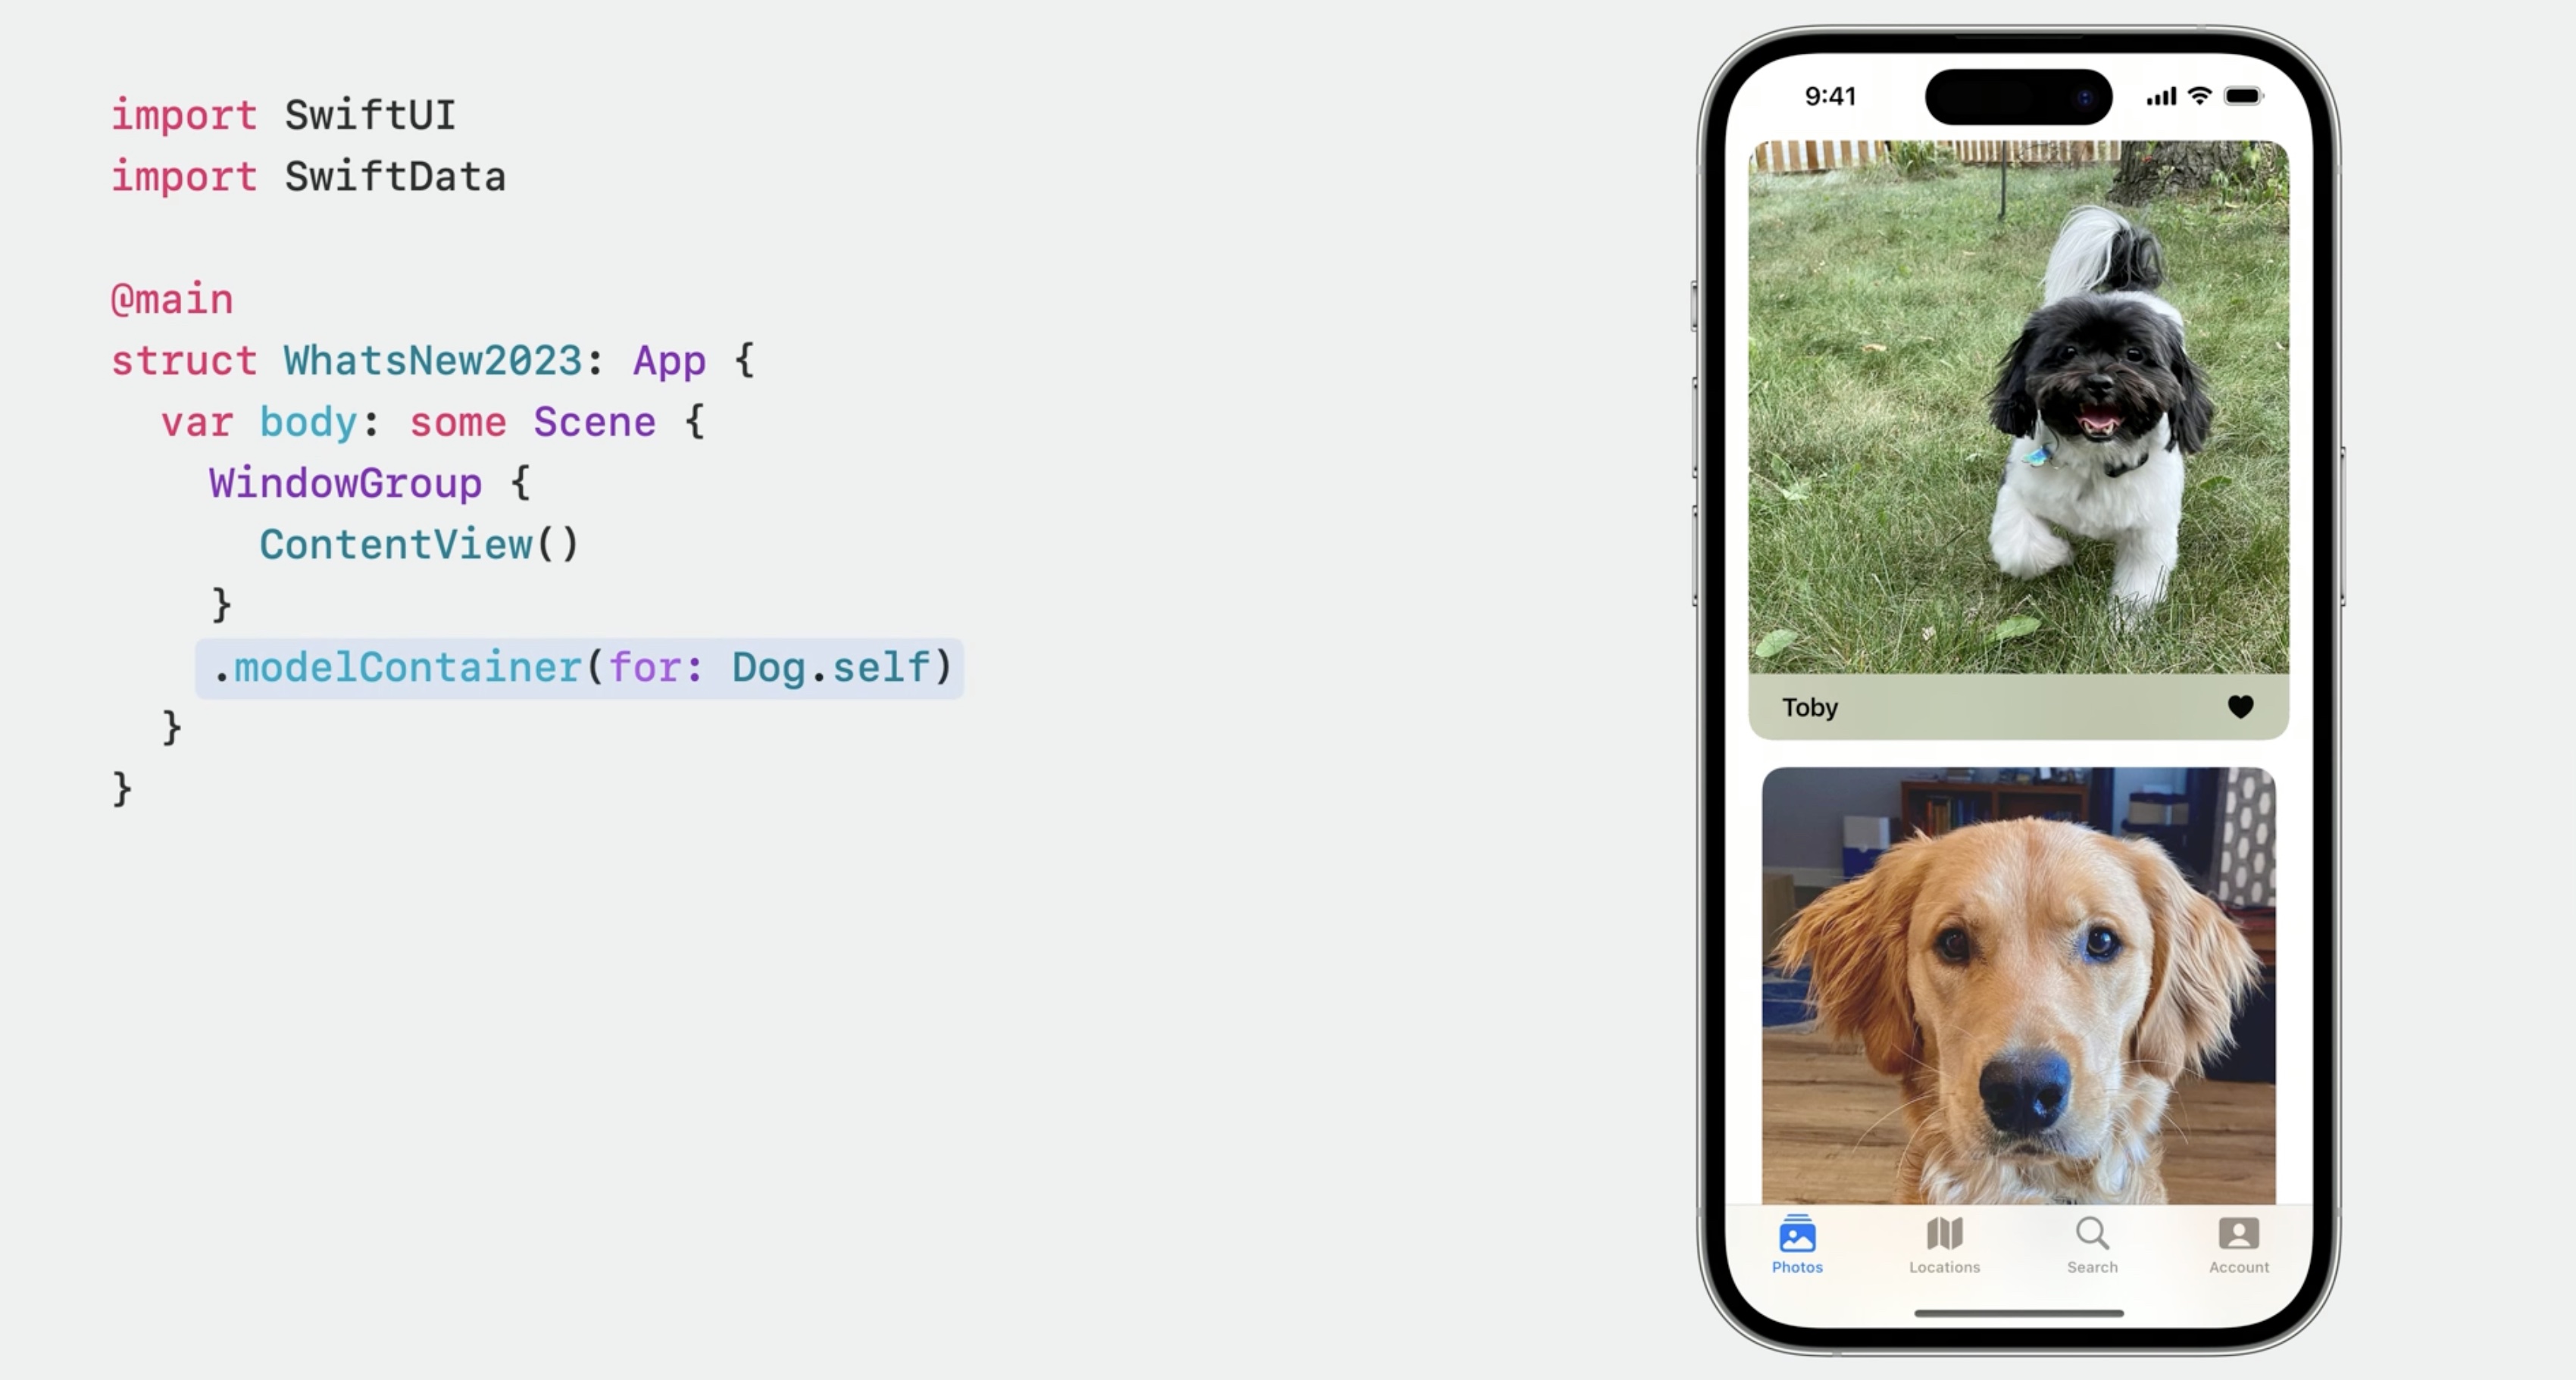 import SwiftUI
import SwiftData
@main
struct WhatsNew2023: App {
  var body: some Scene {
    WindowGroup {
      ContentView()
    }
    .modelContainer(for: Dog.self)
  }
}
9:41
Toby
Photos
Locations
Search
Account